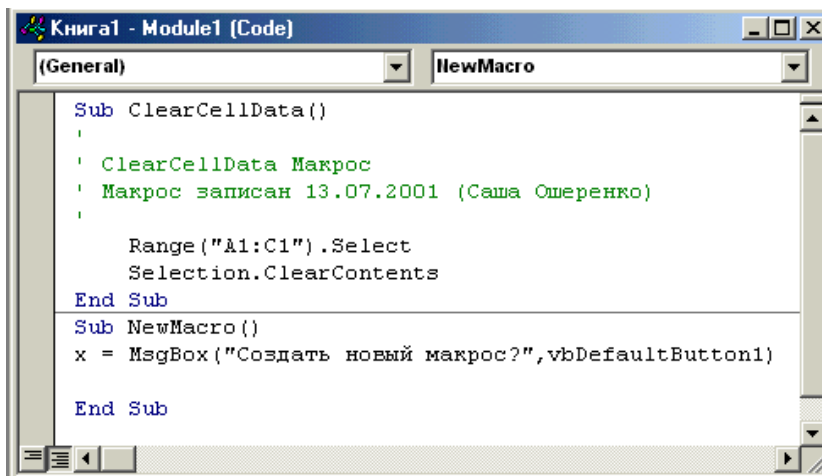 Книга1 - Module1 (Code)
(General) NewMacro
Sub ClearCellData()
'
' ClearCellData Макрос
' Макрос записан 13.07.2001 (Саша Ошеренко)
'
Range("A1:C1").Select
Selection.ClearContents
End Sub
Sub NewMacro()
x = MsgBox("Создать новый макрос?",vbDefaultButton1)
End Sub